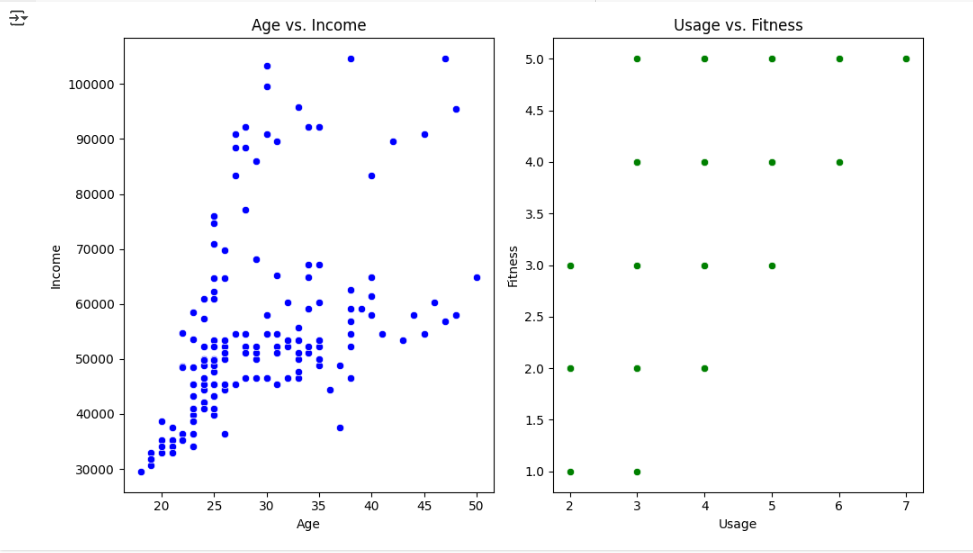 Age vs. Income
Income
100000
90000
80000
70000
60000
50000
40000
30000
20 25 30 35 40 45 50
Age
Usage vs. Fitness
Fitness
5.0
4.5
4.0
3.5
3.0
2.5
2.0
1.5
1.0
2 3 4 5 6 7
Usage